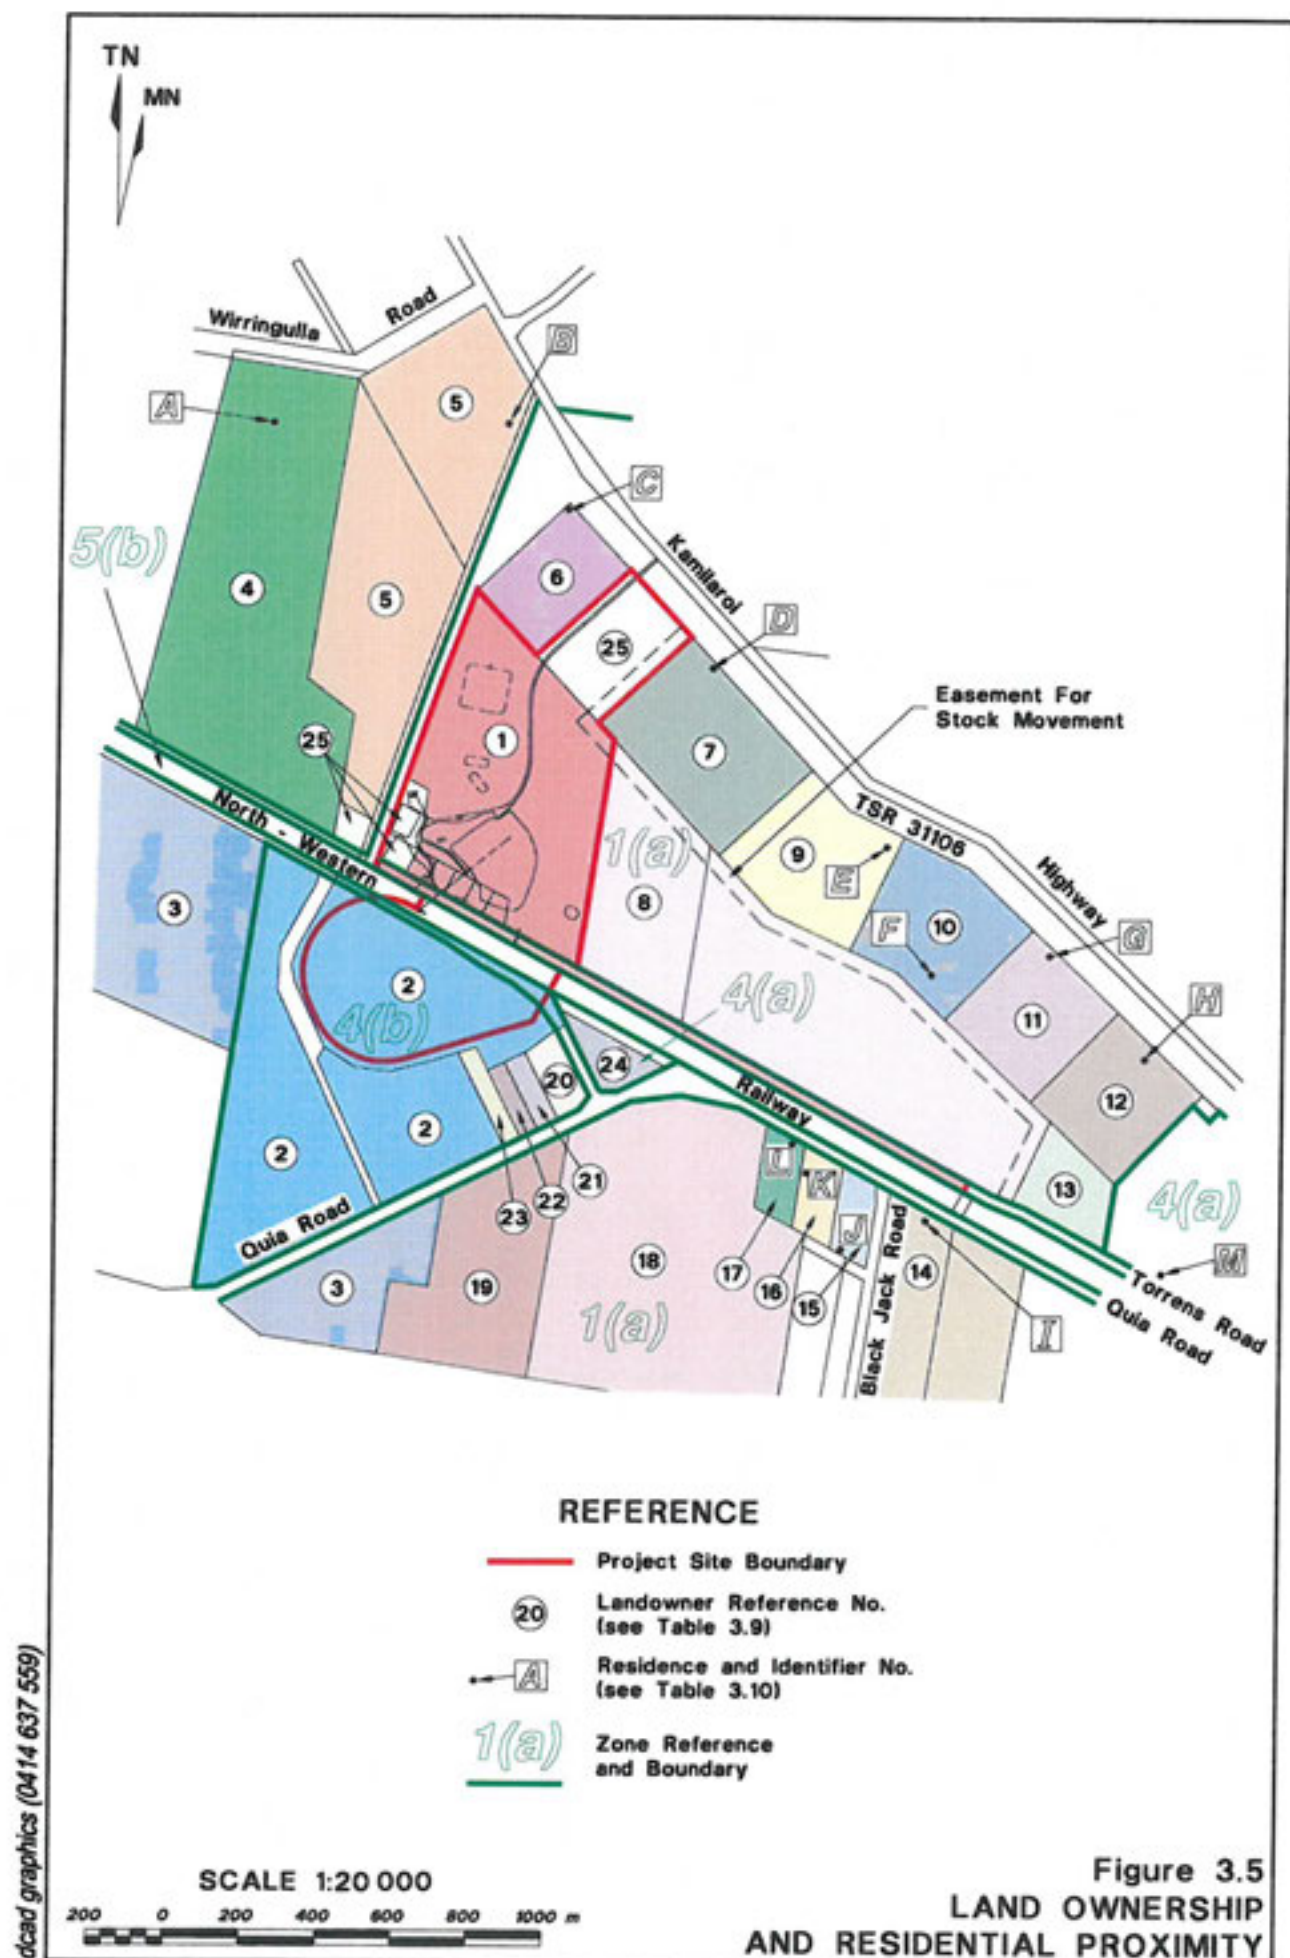 TN
MN
Wirringulla
Road
B
A
5
C
5(b)
Kamilaroi
6
4
5
D
25
Easement For
Stock Movement
25
1
7
North - Western
TSR 31106
1(a)
9
E
Highway
3
8
10
F
G
2
4(a)
4(b)
11
H
24
20
Railway
12
2
2
L
K
21
13
22
4(a)
23
Quia Road
J
M
18
17
14
3
19
16
15
Torrens Road
Quia Road
1(a)
Black Jack Road
I
REFERENCE
Project Site Boundary
20
Landowner Reference No.
(see Table 3.9)
A
Residence and Identifier No.
(see Table 3.10)
1(a)
Zone Reference
and Boundary
dcad graphics (0414 637 559)
SCALE 1:20 000
200 0 200 400 600 800 1000 m
Figure 3.5
LAND OWNERSHIP
AND RESIDENTIAL PROXIMITY